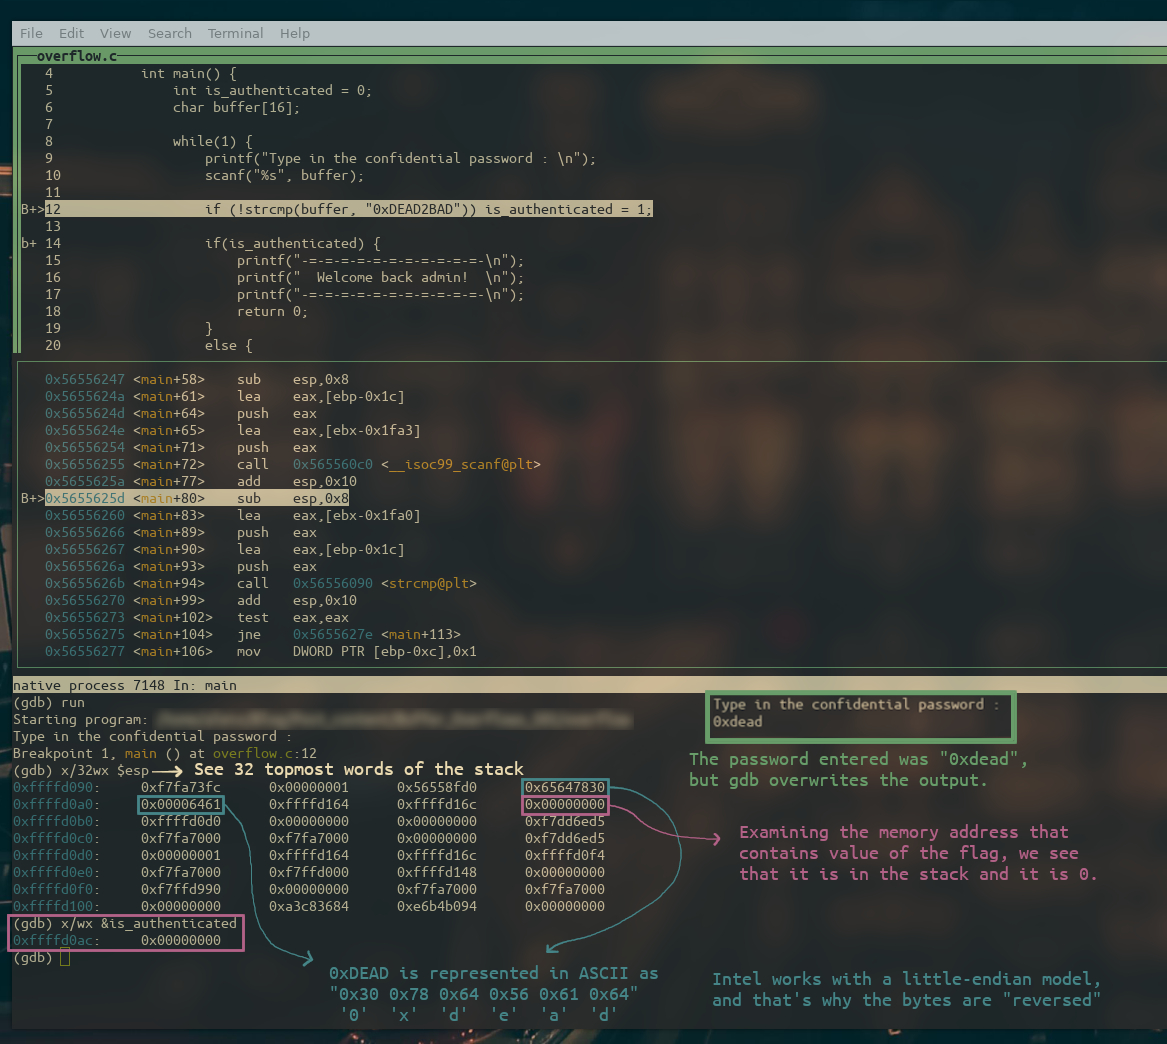 File Edit View Search Terminal Help
overflow.c
4 int main() {
5 int is_authenticated = 0;
6 char buffer[16];
7
8 while(1) {
9 printf("Type in the confidential password : \n");
10 scanf("%s", buffer);
11
B+>12 if (!strcmp(buffer, "0xDEAD2BAD")) is_authenticated = 1;
13
b+ 14 if(is_authenticated) {
15 printf("-=-=-=-=-=-=-=-=-=-=-=-\n");
16 printf("  Welcome back admin!  \n");
17 printf("-=-=-=-=-=-=-=-=-=-=-=-\n");
18 return 0;
19 }
20 else {
0x56556247 <main+58> sub esp,0x8
0x5655624a <main+61> lea eax,[ebp-0x1c]
0x5655624d <main+64> push eax
0x5655624e <main+65> lea eax,[ebx-0x1fa3]
0x56556254 <main+71> push eax
0x56556255 <main+72> call 0x565560c0 <__isoc99_scanf@plt>
0x5655625a <main+77> add esp,0x10
B+>0x5655625d <main+80> sub esp,0x8
0x56556260 <main+83> lea eax,[ebx-0x1fa0]
0x56556266 <main+89> push eax
0x56556267 <main+90> lea eax,[ebp-0x1c]
0x5655626a <main+93> push eax
0x5655626b <main+94> call 0x56556090 <strcmp@plt>
0x56556270 <main+99> add esp,0x10
0x56556273 <main+102> test eax,eax
0x56556275 <main+104> jne 0x5655627e <main+113>
0x56556277 <main+106> mov DWORD PTR [ebp-0xc],0x1
native process 7148 In: main
(gdb) run
Starting program:
Type in the confidential password :
Breakpoint 1, main () at overflow.c:12
(gdb) x/32wx $esp See 32 topmost words of the stack
0xffffd090: 0xf7fa73fc 0x00000001 0x56558fd0 0x65647830
0xffffd0a0: 0x00006461 0xffffd164 0xffffd16c 0x00000000
0xffffd0b0: 0xffffd0d0 0x00000000 0x00000000 0xf7dd6ed5
0xffffd0c0: 0xf7fa7000 0xf7fa7000 0x00000000 0xf7dd6ed5
0xffffd0d0: 0x00000001 0xffffd164 0xffffd16c 0xffffd0f4
0xffffd0e0: 0xf7fa7000 0xf7ffd000 0xffffd148 0x00000000
0xffffd0f0: 0xf7ffd990 0x00000000 0xf7fa7000 0xf7fa7000
0xffffd100: 0x00000000 0xa3c83684 0xe6b4b094 0x00000000
(gdb) x/wx &is_authenticated
0xffffd0ac: 0x00000000
(gdb)
Type in the confidential password :
0xdead
The password entered was "0xdead",
but gdb overwrites the output.
Examining the memory address that
contains value of the flag, we see
that it is in the stack and it is 0.
0xDEAD is represented in ASCII as
"0x30 0x78 0x64 0x56 0x61 0x64"
'0' 'x' 'd' 'e' 'a' 'd'
Intel works with a little-endian model,
and that's why the bytes are "reversed"